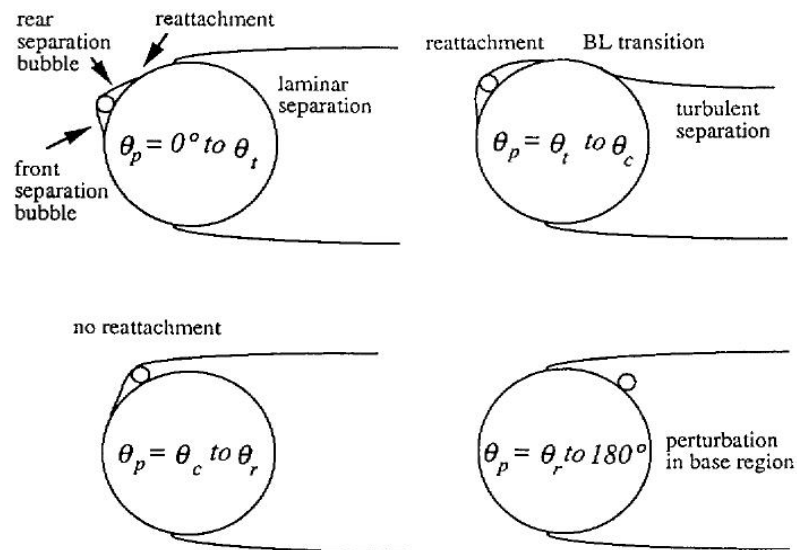 rear
separation
bubble
reattachment
laminar
separation
θp = 0° to θt
front
separation
bubble
reattachment
BL transition
turbulent
separation
θp = θt to θc
no reattachment
θp = θc to θr
θp = θr to 180°
perturbation
in base region